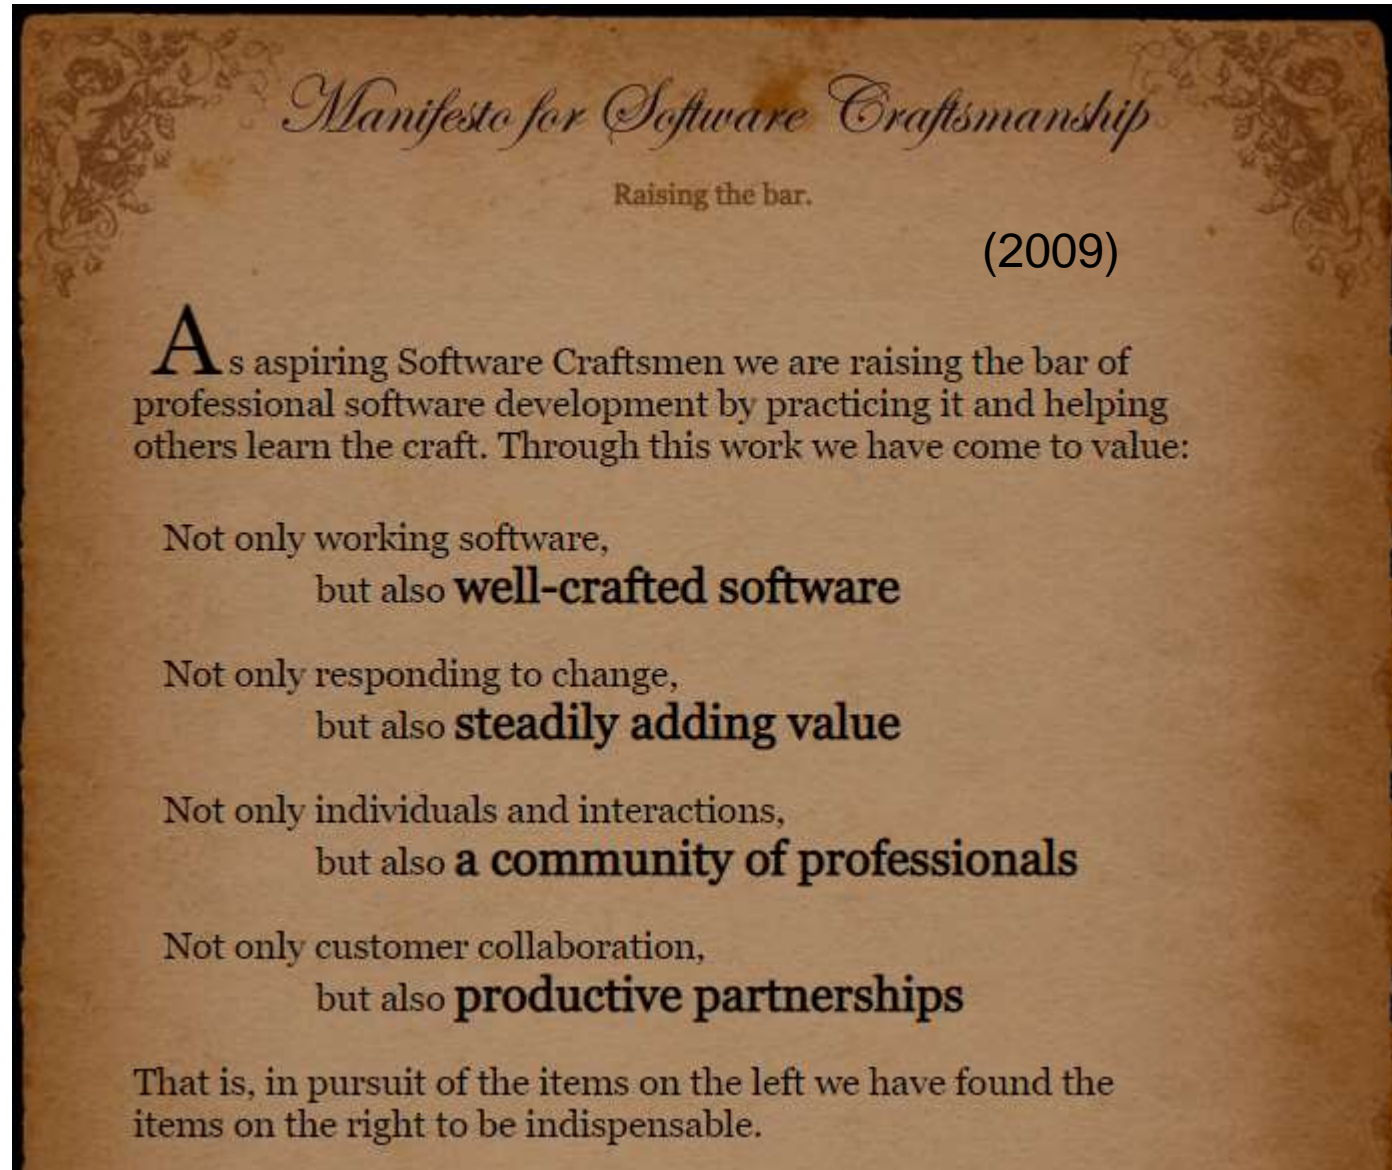 Manifesto for Software Craftsmanship
Raising the bar.
(2009)
As aspiring Software Craftsmen we are raising the bar of
professional software development by practicing it and helping
others learn the craft. Through this work we have come to value:
Not only working software,
but also well-crafted software
Not only responding to change,
but also steadily adding value
Not only individuals and interactions,
but also a community of professionals
Not only customer collaboration,
but also productive partnerships
That is, in pursuit of the items on the left we have found the
items on the right to be indispensable.